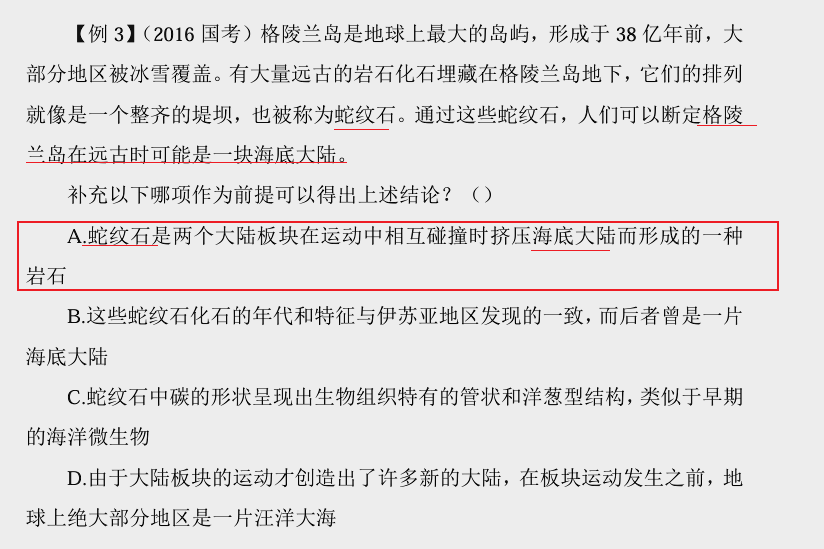 【例 3】（2016 国考）格陵兰岛是地球上最大的岛屿，形成于 38 亿年前，大
部分地区被冰雪覆盖。有大量远古的岩石化石埋藏在格陵兰岛地下，它们的排列
就像是一个整齐的堤坝，也被称为蛇纹石。通过这些蛇纹石，人们可以断定格陵
兰岛在远古时可能是一块海底大陆。
补充以下哪项作为前提可以得出上述结论？（）
A.蛇纹石是两个大陆板块在运动中相互碰撞时挤压海底大陆而形成的一种
岩石
B.这些蛇纹石化石的年代和特征与伊苏亚地区发现的一致，而后者曾是一片
海底大陆
C.蛇纹石中碳的形状呈现出生物组织特有的管状和洋葱型结构，类似于早期
的海洋微生物
D.由于大陆板块的运动才创造出了许多新的大陆，在板块运动发生之前，地
球上绝大部分地区是一片汪洋大海